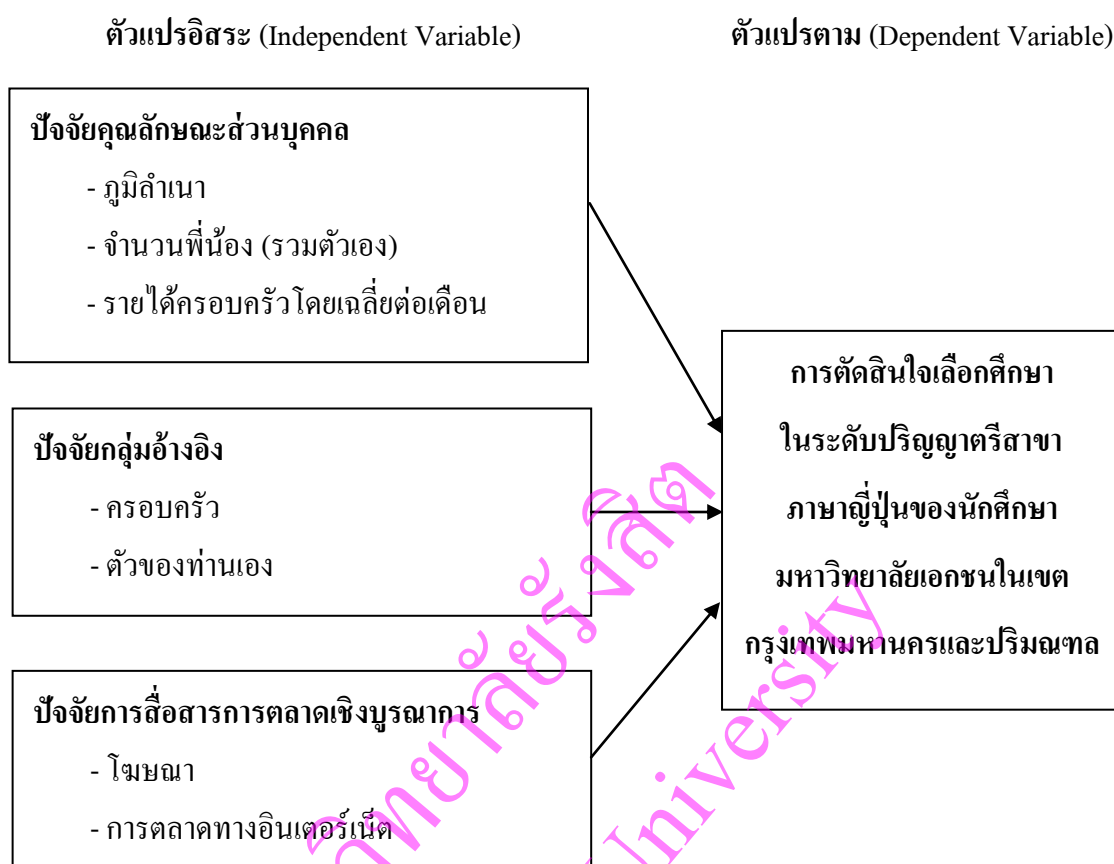 ตัวแปรอิสระ (Independent Variable)
ตัวแปรตาม (Dependent Variable)
ปัจจัยคุณลักษณะส่วนบุคคล
- ภูมิลำเนา
- จำนวนพี่น้อง (รวมตัวเอง)
- รายได้ครอบครัวโดยเฉลี่ยต่อเดือน
ปัจจัยกลุ่มอ้างอิง
- ครอบครัว
- ตัวของท่านเอง
ปัจจัยการสื่อสารการตลาดเชิงบูรณาการ
- โฆษณา
- การตลาดทางอินเตอร์เน็ต
การตัดสินใจเลือกศึกษา
ในระดับปริญญาตรีสาขา
ภาษาญี่ปุ่นของนักศึกษา
มหาวิทยาลัยเอกชนในเขต
กรุงเทพมหานครและปริมณฑล
วิทยาลัยรังสิต
University